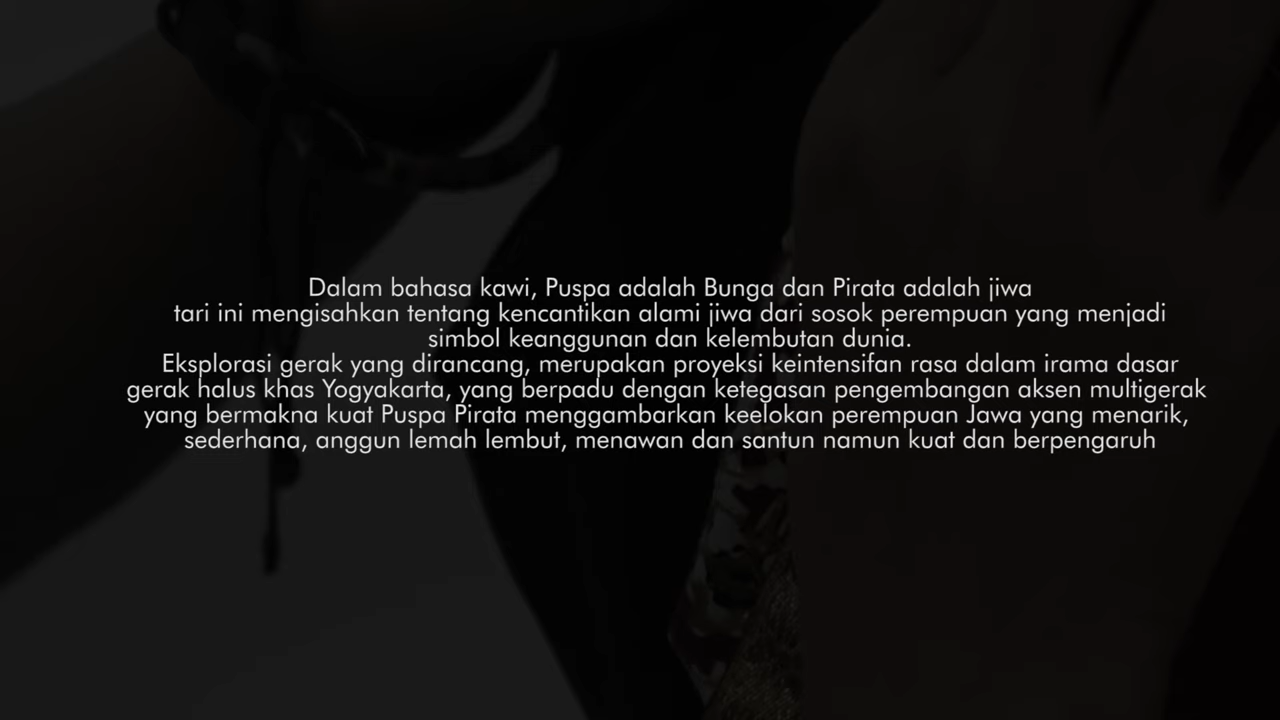 Dalam bahasa kawi, Puspa adalah Bunga dan Pirata adalah jiwa
tari ini mengisahkan tentang kencantikan alami jiwa dari sosok perempuan yang menjadi
simbol keanggunan dan kelembutan dunia.
Eksplorasi gerak yang dirancang, merupakan proyeksi keintensifan rasa dalam irama dasar
gerak halus khas Yogyakarta, yang berpadu dengan ketegasan pengembangan aksen multigerak
yang bermakna kuat Puspa Pirata menggambarkan keelokan perempuan Jawa yang menarik,
sederhana, anggun lemah lembut, menawan dan santun namun kuat dan berpengaruh